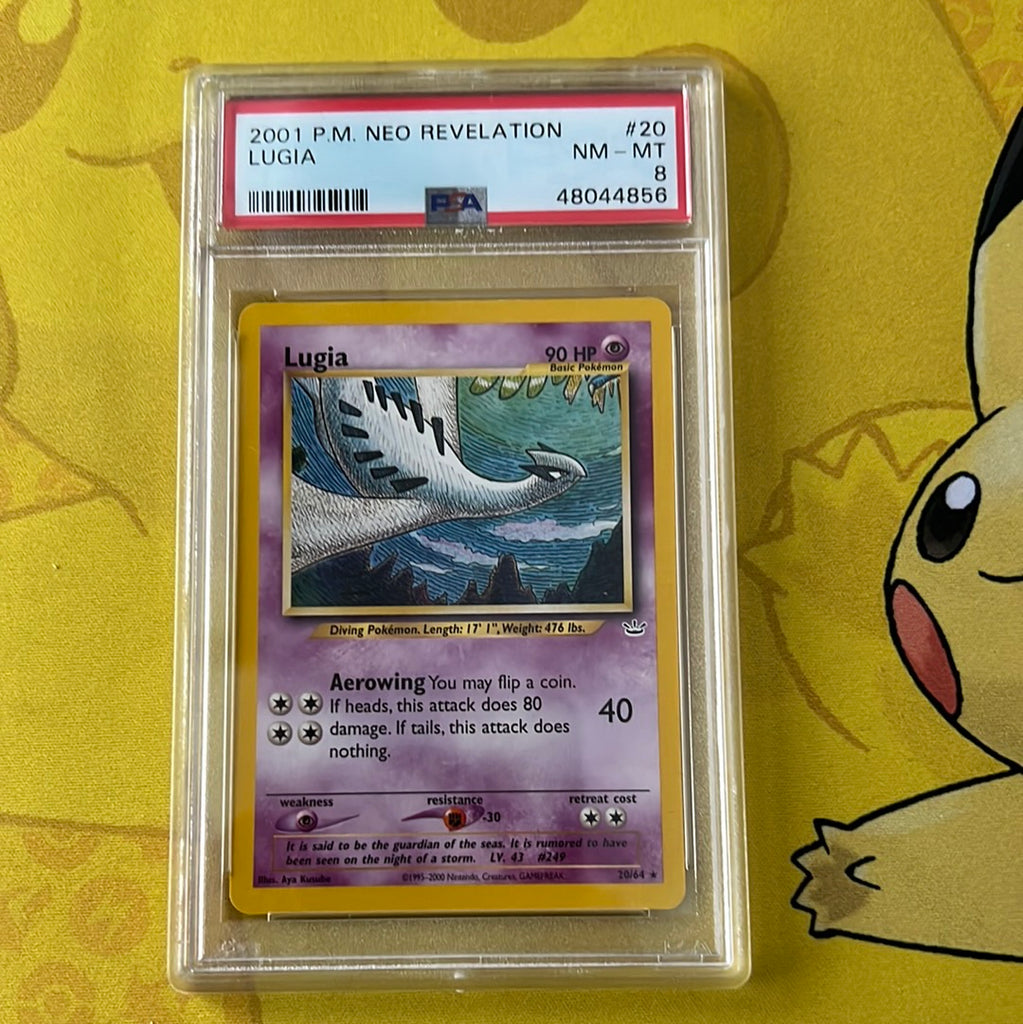 2001 P.M. NEO REVELATION #20
LUGIA NM - MT
8
48044856
PSA
Lugia 90 HP
Basic Pokémon
Diving Pokémon. Length: 17' 1", Weight: 476 lbs.
Aerowing You may flip a coin.
If heads, this attack does 80
damage. If tails, this attack does
nothing.
40
weakness resistance retreat cost
-30
It is said to be the guardian of the seas. It is rumored to have
been seen on the night of a storm. LV. 43 #249
Illus. Aya Kusube ©1995-2000 Nintendo, Creatures, GAMEFREAK. 20/64 ★